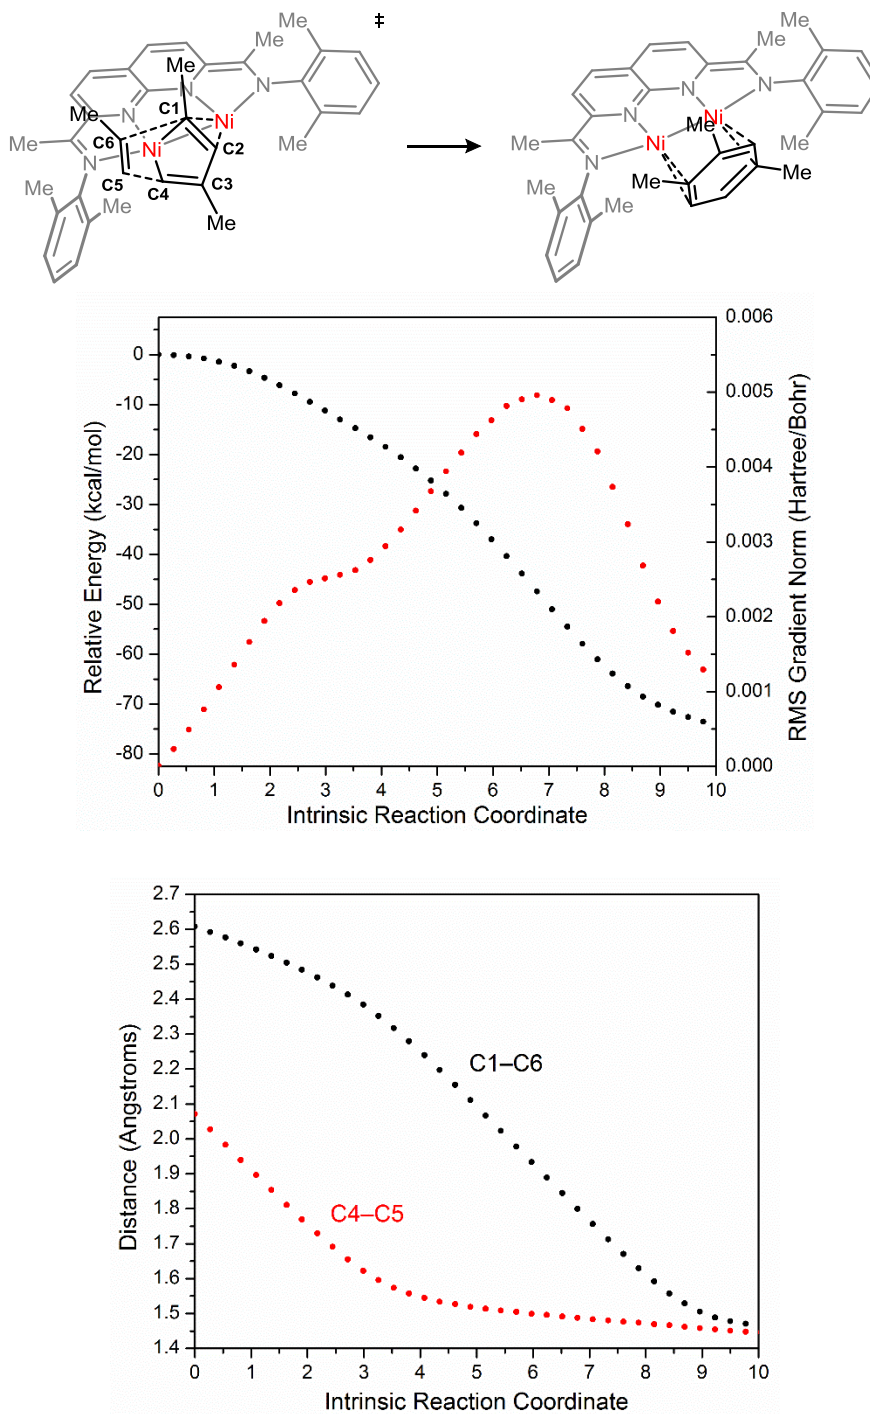 Me
Me
Me
‡
N
N
N
Me
C1
Ni
Me
C6
Ni
C2
Me
N
C5
C4
C3
Me
Me
Me
Me
Me
Me
N
N
N
Ni
Me
Me
Ni
Me
N
Me
Me
Me
Me
Relative Energy (kcal/mol)
0
-10
-20
-30
-40
-50
-60
-70
-80
0.006
0.005
0.004
0.003
0.002
0.001
0.000
RMS Gradient Norm (Hartree/Bohr)
0 1 2 3 4 5 6 7 8 9 10
Intrinsic Reaction Coordinate
Distance (Angstroms)
2.7
2.6
2.5
2.4
2.3
2.2
2.1
2.0
1.9
1.8
1.7
1.6
1.5
1.4
C1–C6
C4–C5
0 1 2 3 4 5 6 7 8 9 10
Intrinsic Reaction Coordinate